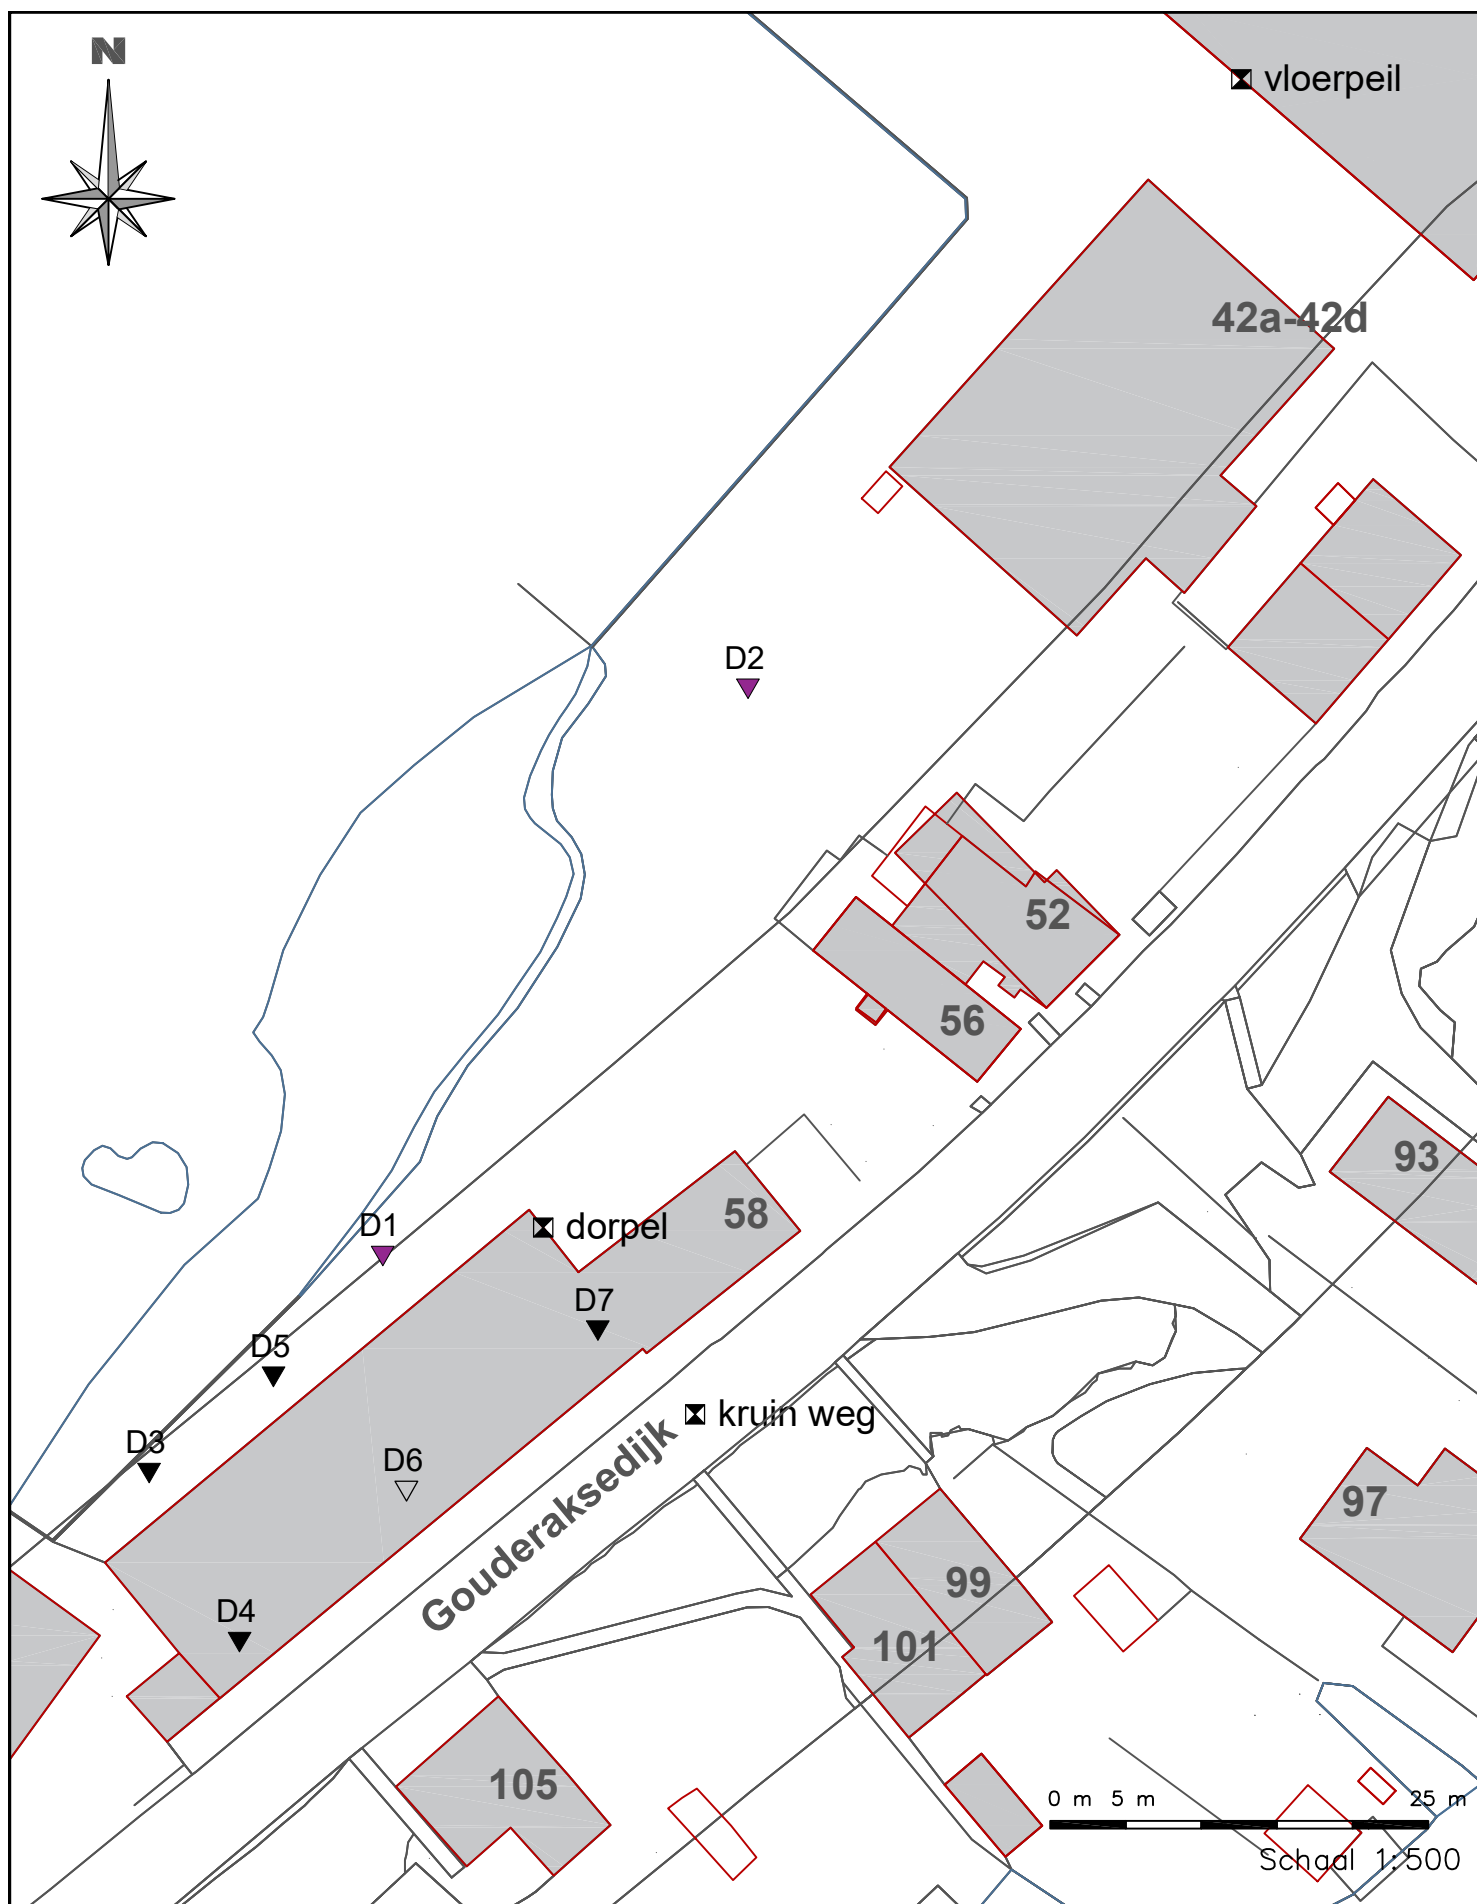 N
vloerpeil
42a-42d
D2
52
56
93
58
D1
dorpel
D7
D5
kruin weg
D3
D6
Gouderaksedijk
97
99
D4
101
105
0 m 5 m 25 m
Schaal 1:500